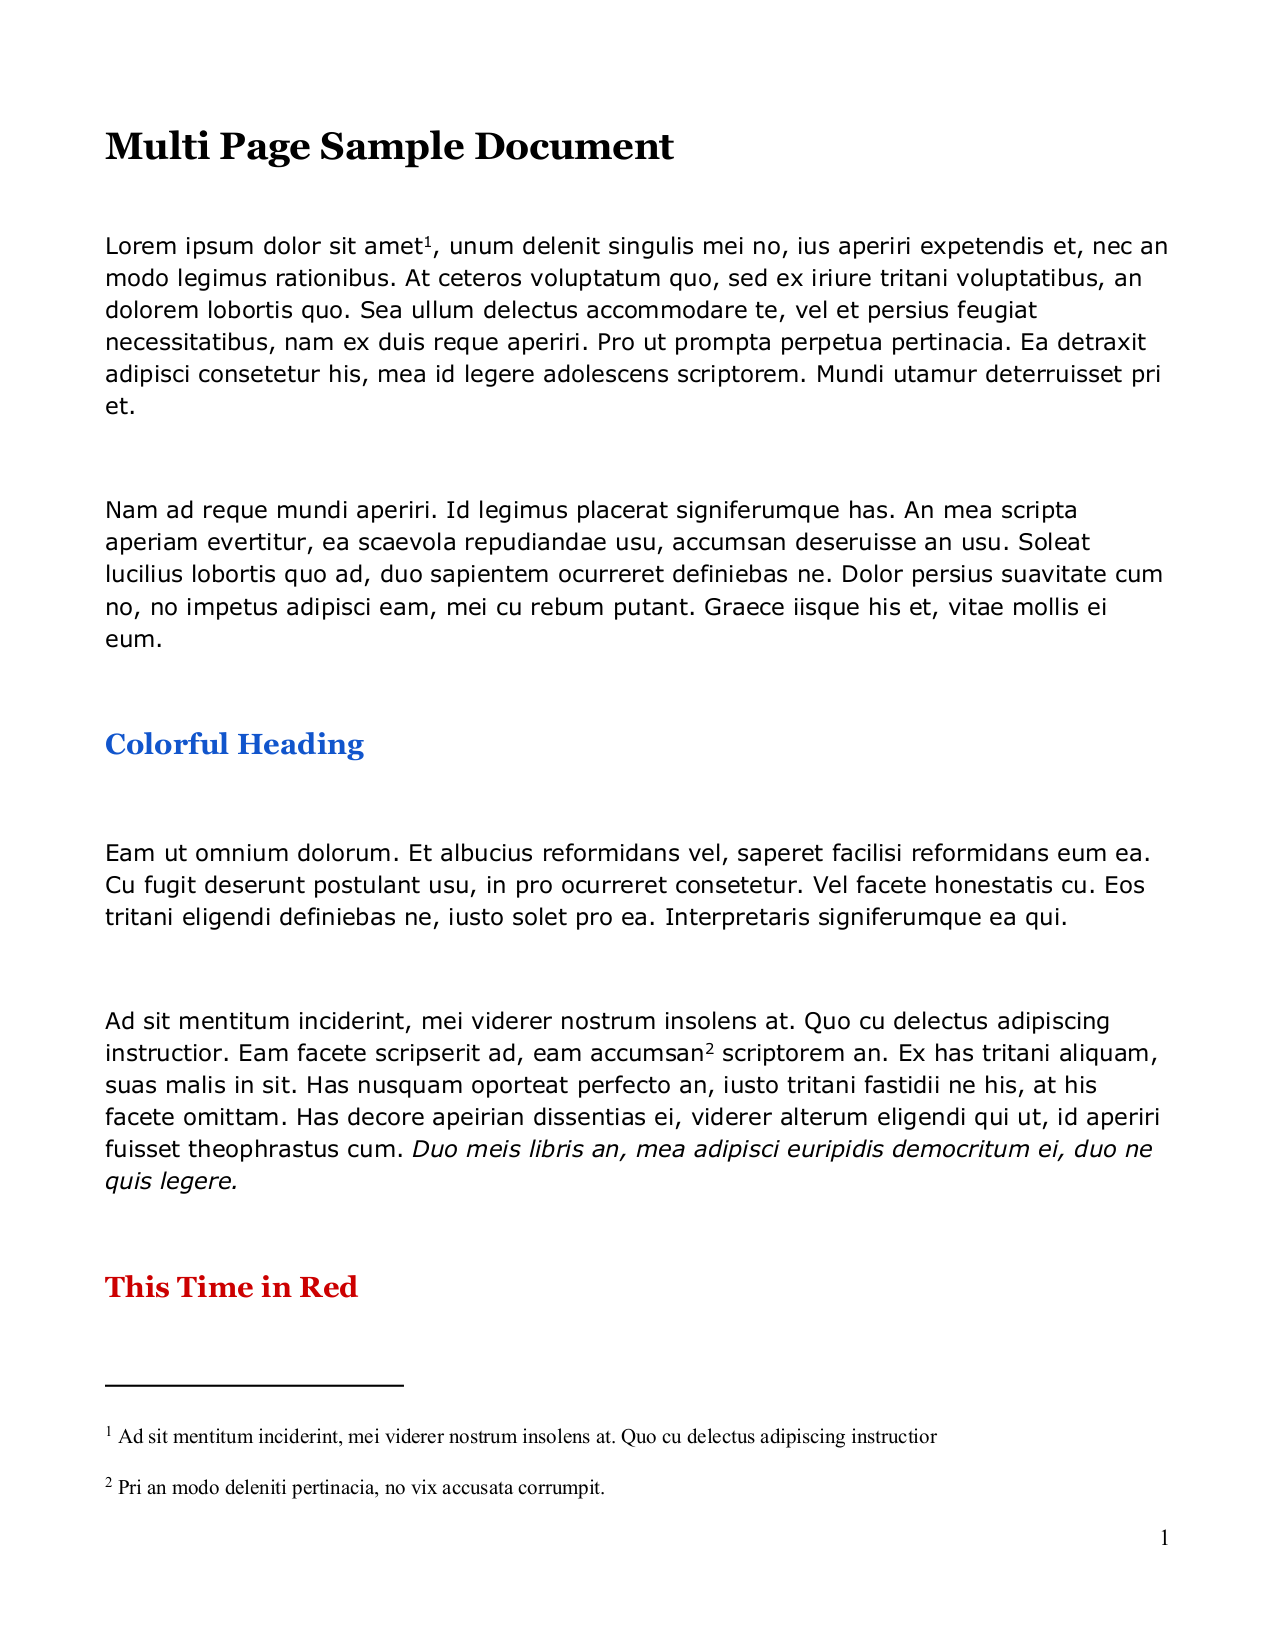 Multi Page Sample Document
Lorem ipsum dolor sit amet¹, unum delenit singulis mei no, ius aperiri expetendis et, nec an
modo legimus rationibus. At ceteros voluptatum quo, sed ex iriure tritani voluptatibus, an
dolorem lobortis quo. Sea ullum delectus accommodare te, vel et persius feugiat
necessitatibus, nam ex duis reque aperiri. Pro ut prompta perpetua pertinacia. Ea detraxit
adipisci consetetur his, mea id legere adolescens scriptorem. Mundi utamur deterruisset pri
et.
Nam ad reque mundi aperiri. Id legimus placerat signiferumque has. An mea scripta
aperiam evertitur, ea scaevola repudiandae usu, accumsan deseruisse an usu. Soleat
lucilius lobortis quo ad, duo sapientem ocurreret definiebas ne. Dolor persius suavitate cum
no, no impetus adipisci eam, mei cu rebum putant. Graece iisque his et, vitae mollis ei
eum.
Colorful Heading
Eam ut omnium dolorum. Et albucius reformidans vel, saperet facilisi reformidans eum ea.
Cu fugit deserunt postulant usu, in pro ocurreret consetetur. Vel facete honestatis cu. Eos
tritani eligendi definiebas ne, iusto solet pro ea. Interpretaris signiferumque ea qui.
Ad sit mentitum inciderint, mei viderer nostrum insolens at. Quo cu delectus adipiscing
instructior. Eam facete scripserit ad, eam accumsan² scriptorem an. Ex has tritani aliquam,
suas malis in sit. Has nusquam oporteat perfecto an, iusto tritani fastidii ne his, at his
facete omittam. Has decore apeirian dissentias ei, viderer alterum eligendi qui ut, id aperiri
fuisset theophrastus cum. Duo meis libris an, mea adipisci euripidis democritum ei, duo ne
quis legere.
This Time in Red
¹ Ad sit mentitum inciderint, mei viderer nostrum insolens at. Quo cu delectus adipiscing instructior
² Pri an modo deleniti pertinacia, no vix accusata corrumpit.
1